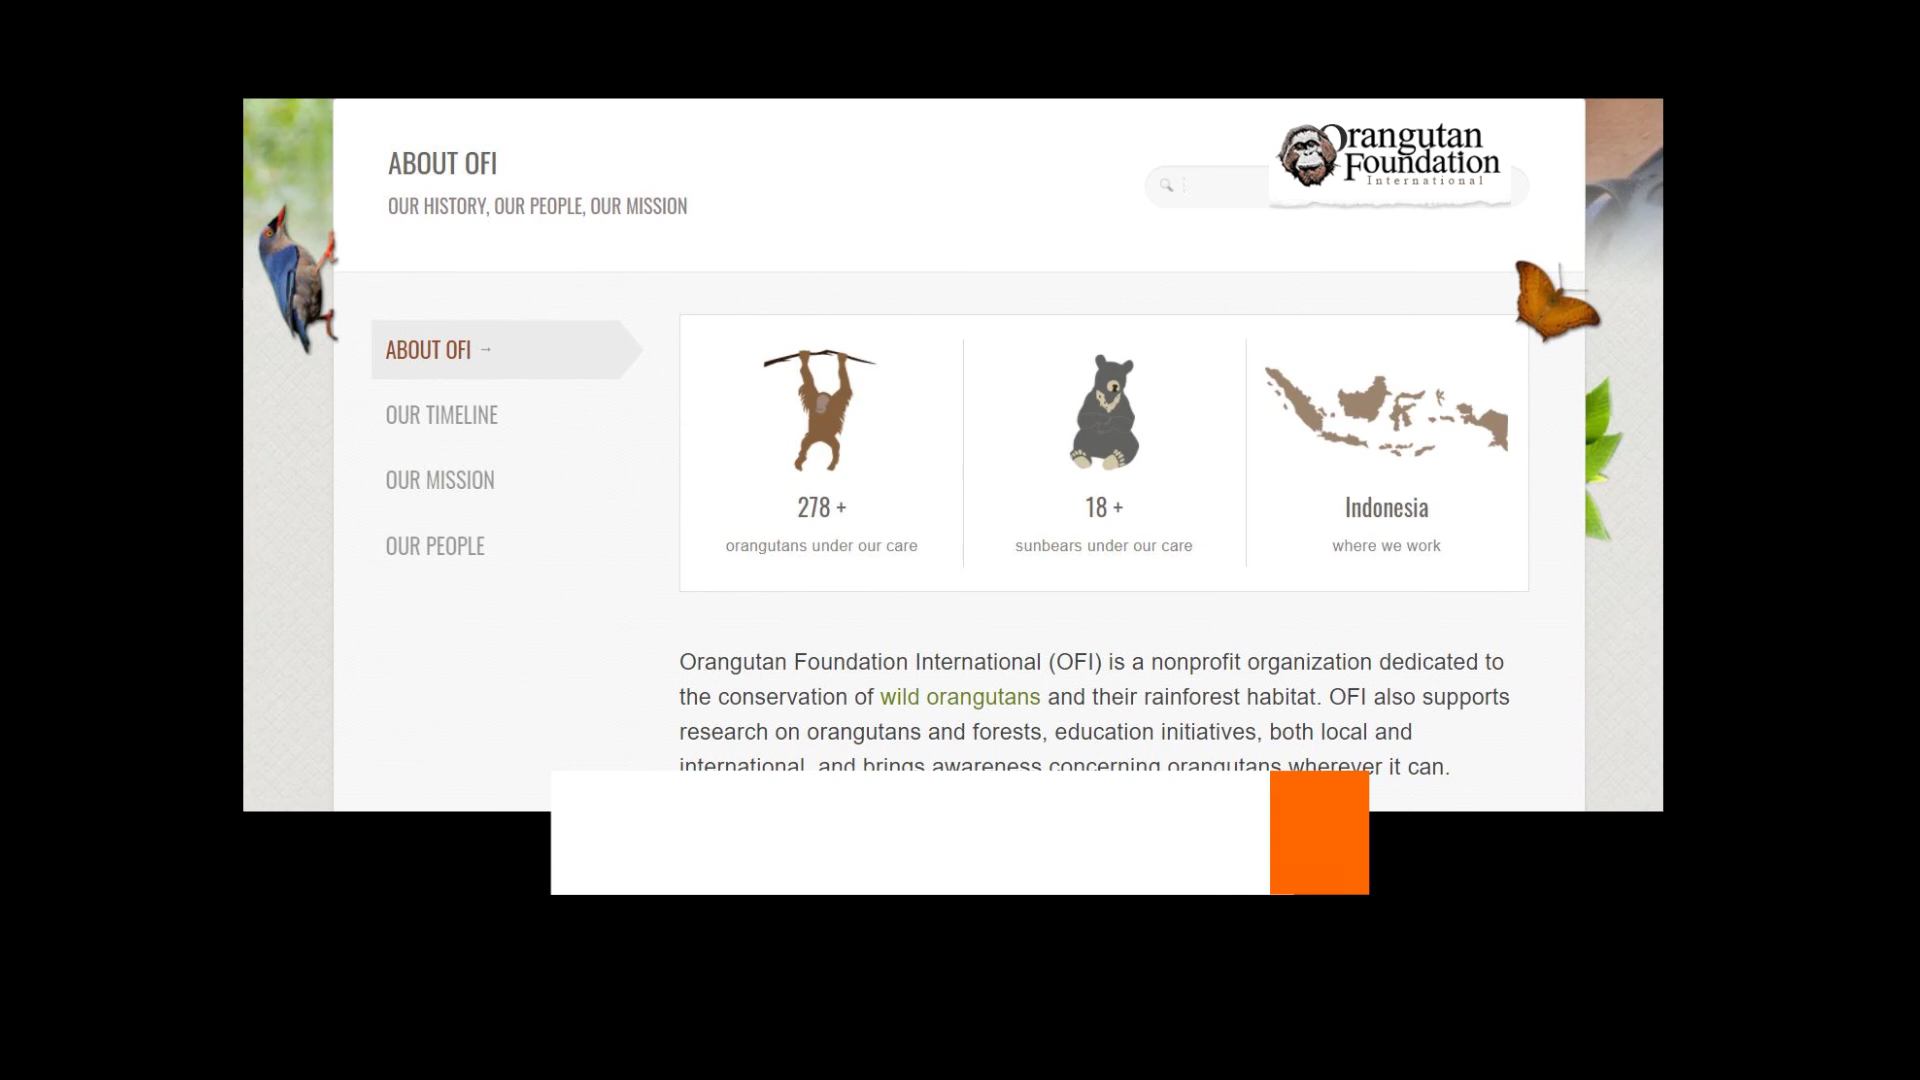 ABOUT OFI
OUR HISTORY, OUR PEOPLE, OUR MISSION
Orangutan
Foundation
International
ABOUT OFI →
OUR TIMELINE
OUR MISSION
OUR PEOPLE
278 +
orangutans under our care
18 +
sunbears under our care
Indonesia
where we work
Orangutan Foundation International (OFI) is a nonprofit organization dedicated to
the conservation of wild orangutans and their rainforest habitat. OFI also supports
research on orangutans and forests, education initiatives, both local and
international, and brings awareness concerning orangutans wherever it can.